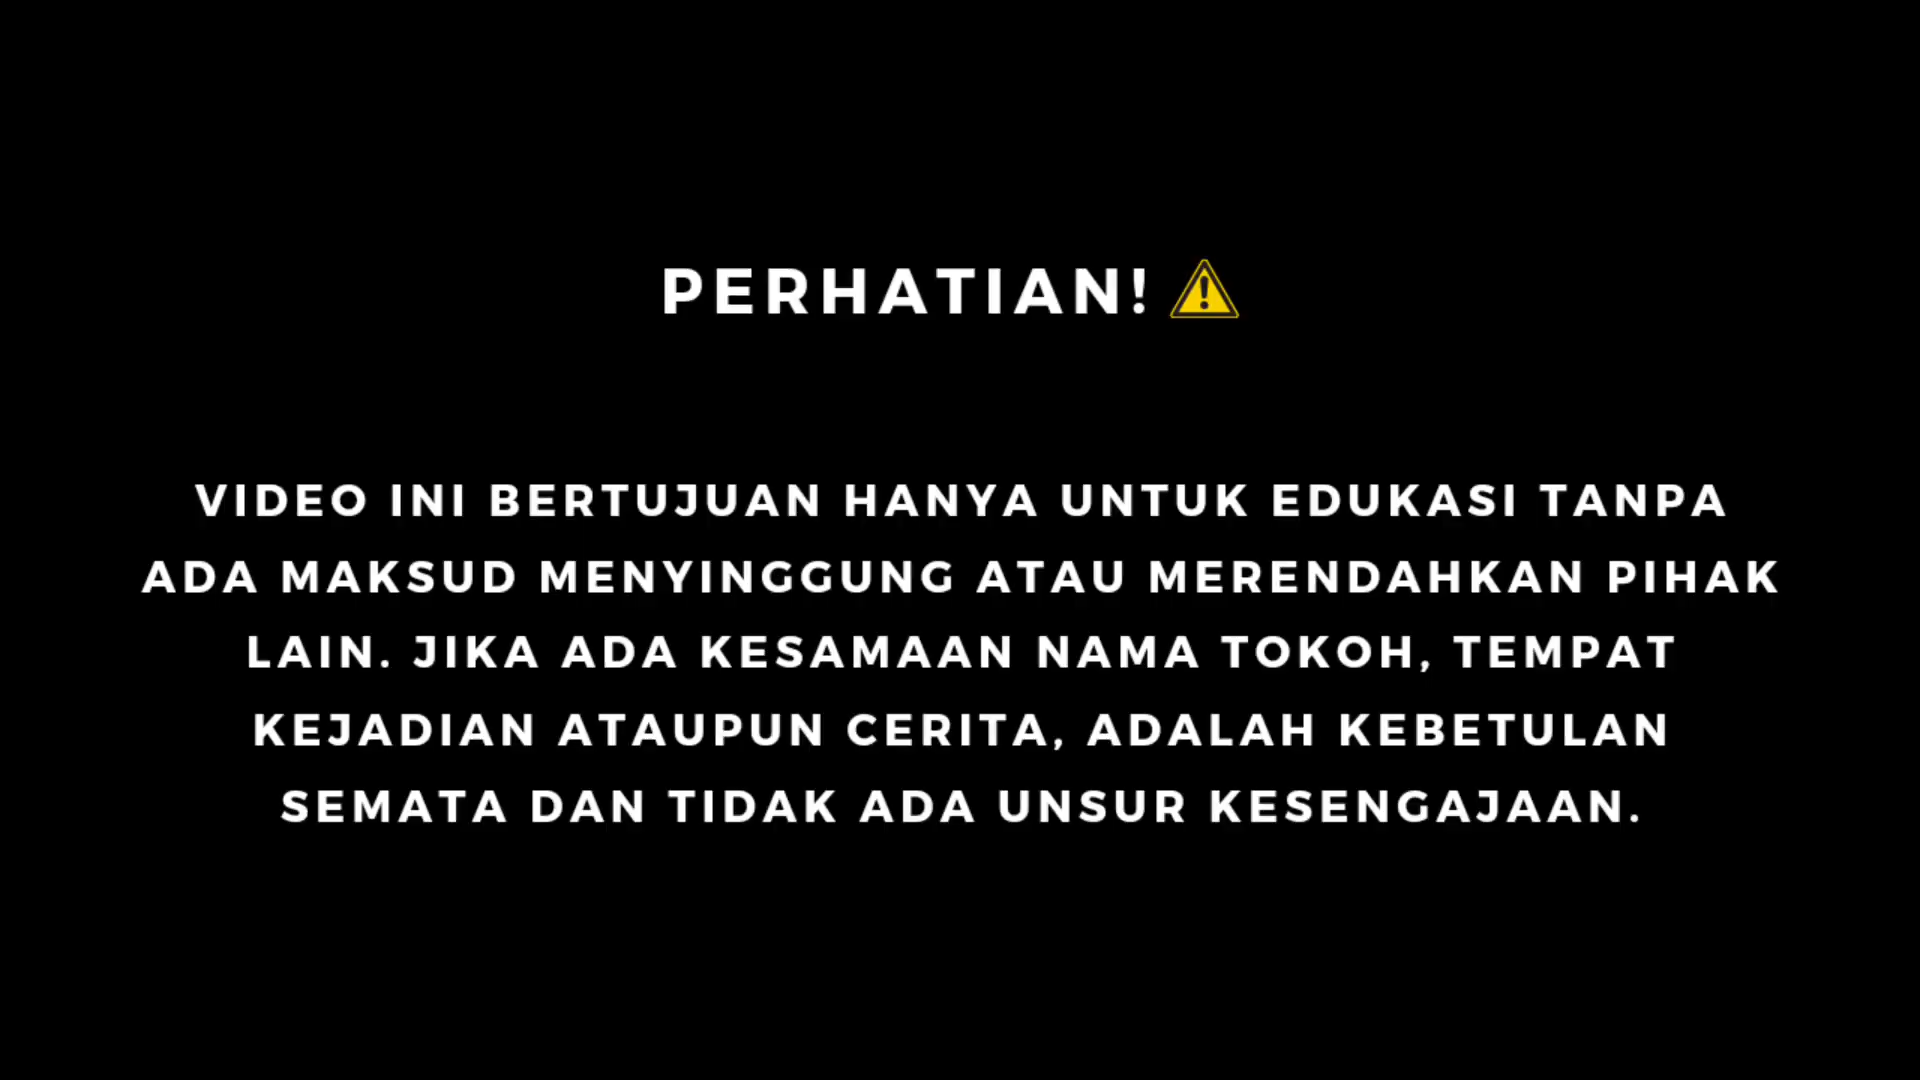 PERHATIAN!
VIDEO INI BERTUJUAN HANYA UNTUK EDUKASI TANPA
ADA MAKSUD MENYINGGUNG ATAU MERENDAHKAN PIHAK
LAIN. JIKA ADA KESAMAAN NAMA TOKOH, TEMPAT
KEJADIAN ATAUPUN CERITA, ADALAH KEBETULAN
SEMATA DAN TIDAK ADA UNSUR KESENGAJAAN.